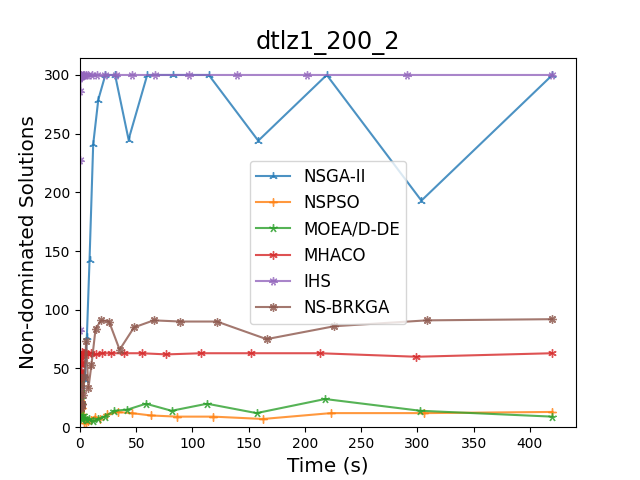 dtlz1_200_2
Non-dominated Solutions
300
250
200
150
100
50
0
NSGA-II
NSPSO
MOEA/D-DE
MHACO
IHS
NS-BRKGA
0 50 100 150 200 250 300 350 400
Time (s)